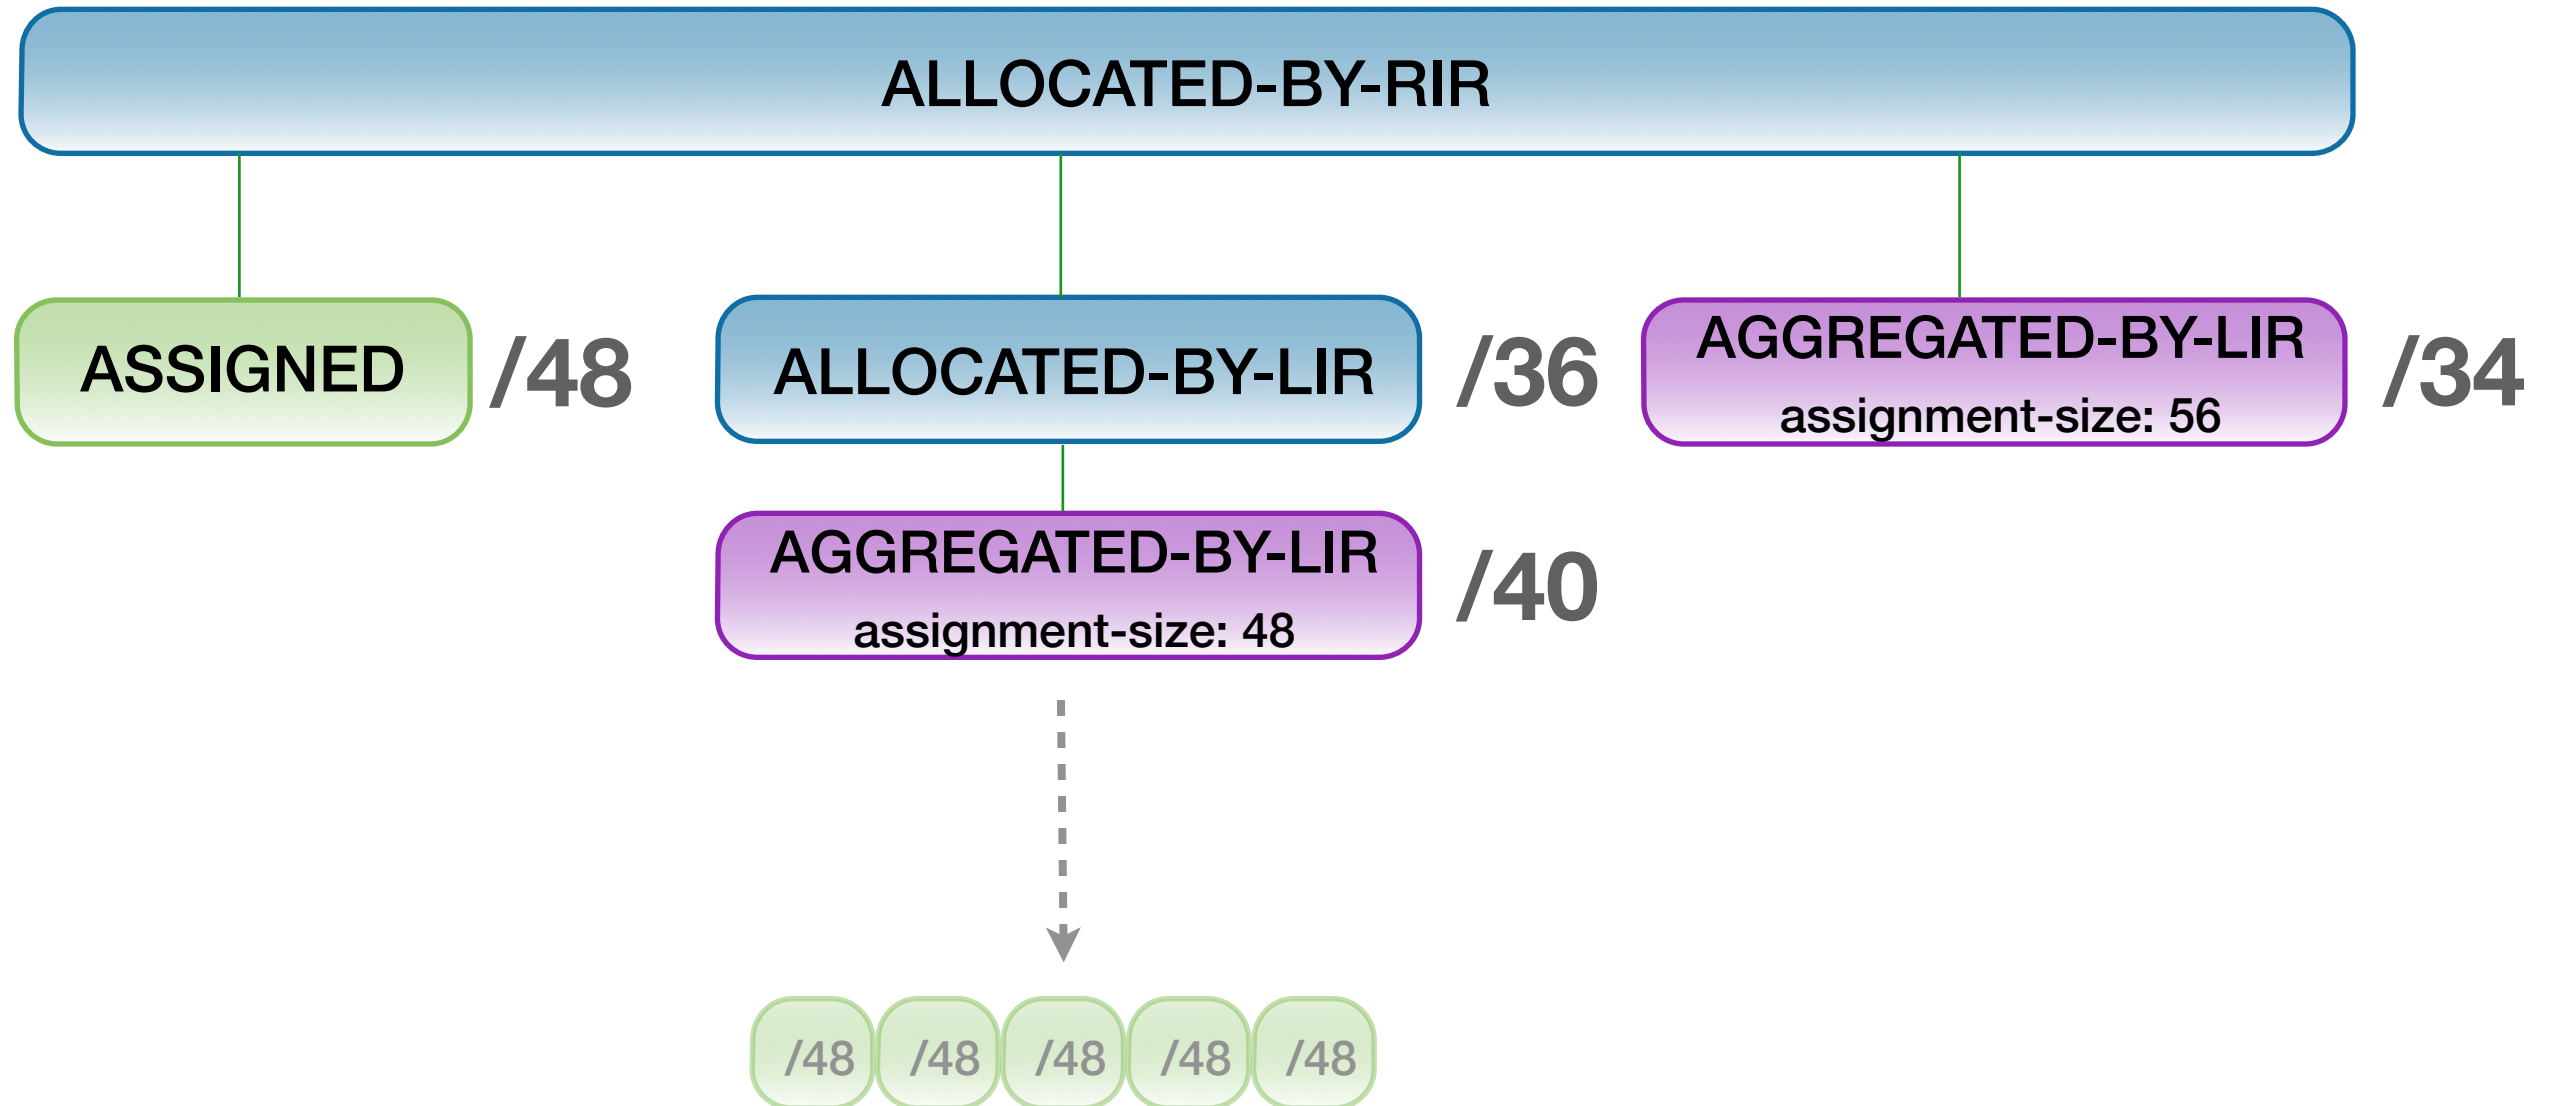 ALLOCATED-BY-RIR
ASSIGNED /48
ALLOCATED-BY-LIR /36
AGGREGATED-BY-LIR
assignment-size: 56
/34
AGGREGATED-BY-LIR
assignment-size: 48
/40
/48 /48 /48 /48 /48